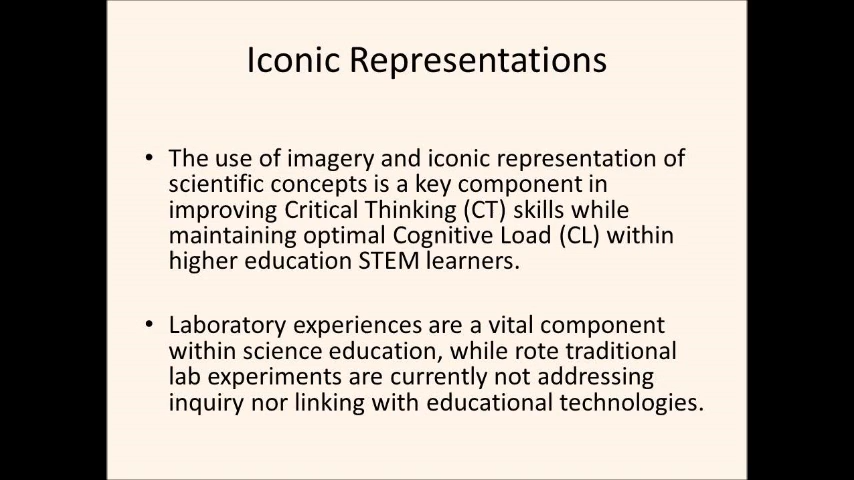 Iconic Representations
• The use of imagery and iconic representation of
scientific concepts is a key component in
improving Critical Thinking (CT) skills while
maintaining optimal Cognitive Load (CL) within
higher education STEM learners.
• Laboratory experiences are a vital component
within science education, while rote traditional
lab experiments are currently not addressing
inquiry nor linking with educational technologies.